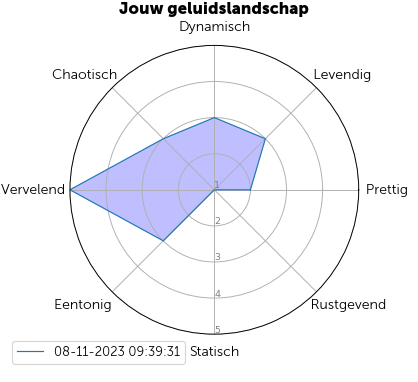 Jouw geluidslandschap
Dynamisch
Chaotisch
Levendig
Vervelend
Prettig
1
2
3
4
5
Eentonig
Rustgevend
Statisch
08-11-2023 09:39:31